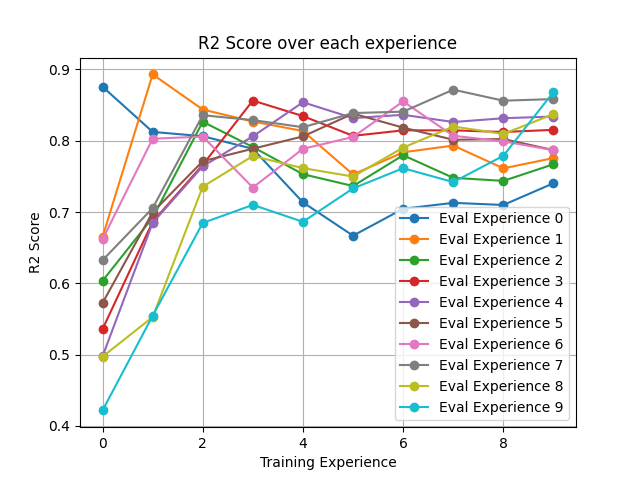 R2 Score over each experience
R2 Score
0.9
0.8
0.7
0.6
0.5
0.4
0
2
4
6
8
Training Experience
Eval Experience 0
Eval Experience 1
Eval Experience 2
Eval Experience 3
Eval Experience 4
Eval Experience 5
Eval Experience 6
Eval Experience 7
Eval Experience 8
Eval Experience 9